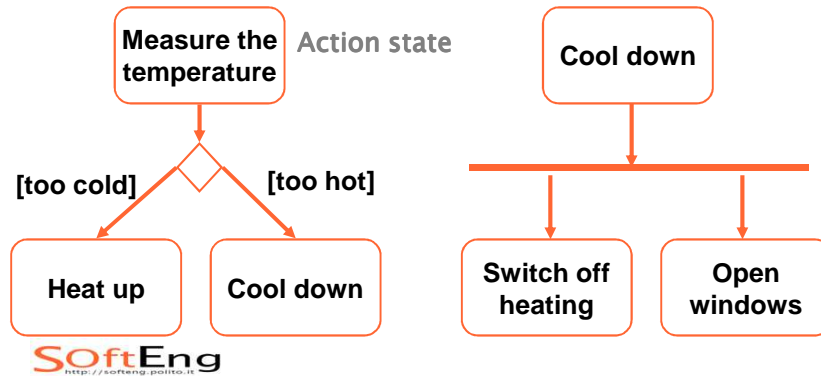 Measure the
temperature
Action state
[too cold]
[too hot]
Heat up
Cool down
Cool down
Switch off
heating
Open
windows
SOftEng
http://softeng.polito.it